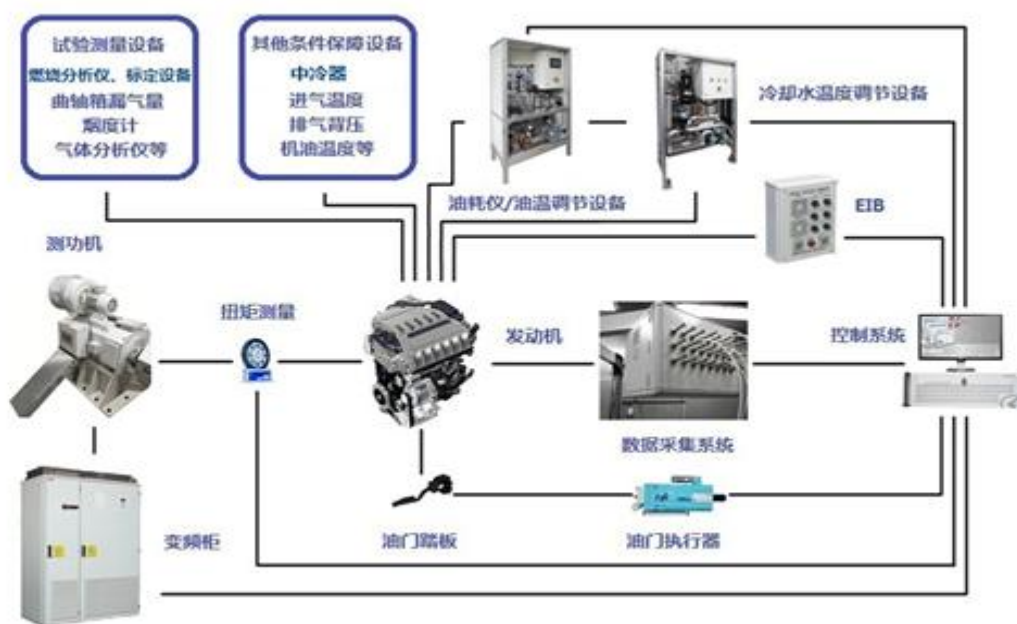 试验测量设备
燃烧分析仪、标定设备
曲轴箱漏气量
烟度计
气体分析仪等
其他条件保障设备
中冷器
进气温度
排气背压
机油温度等
冷却水温度调节设备
油耗仪/油温调节设备
EIB
测功机
扭矩测量
发动机
控制系统
数据采集系统
变频柜
油门踏板
油门执行器